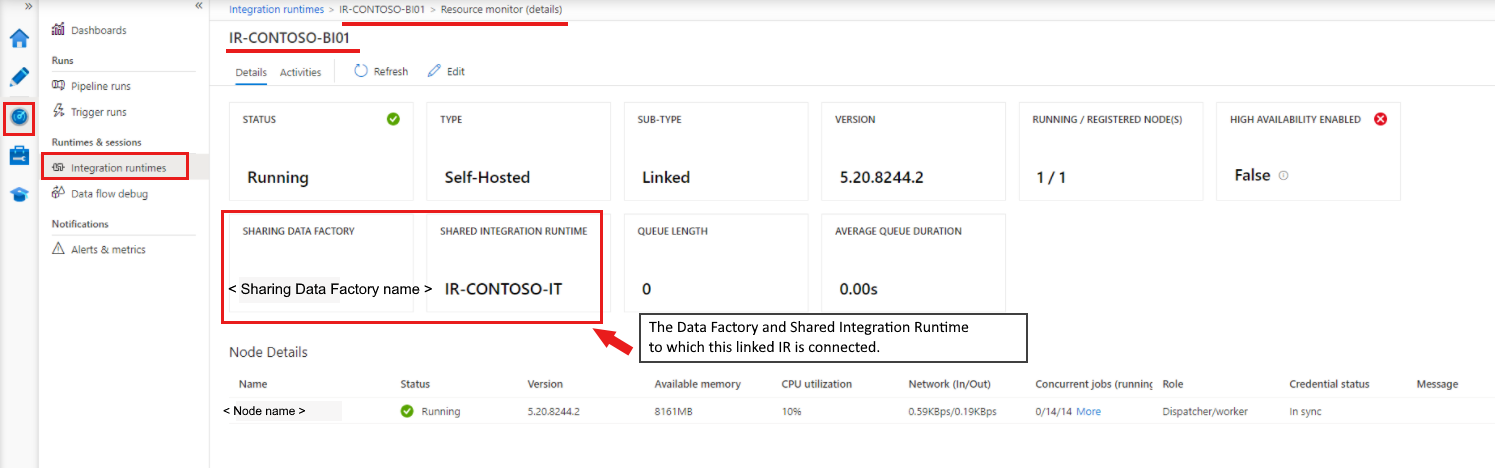 Integration runtimes > IR-CONTOSO-BI01 > Resource monitor (details)
Dashboards
Runs
Pipeline runs
Trigger runs
Runtimes & sessions
Integration runtimes
Data flow debug
Notifications
Alerts & metrics
IR-CONTOSO-BI01
Details Activities Refresh Edit
STATUS TYPE SUB-TYPE VERSION RUNNING / REGISTERED NODE(S) HIGH AVAILABILITY ENABLED
Running Self-Hosted Linked 5.20.8244.2 1 / 1 False
SHARING DATA FACTORY SHARED INTEGRATION RUNTIME QUEUE LENGTH AVERAGE QUEUE DURATION
< Sharing Data Factory name > IR-CONTOSO-IT 0 0.00s
The Data Factory and Shared Integration Runtime
to which this linked IR is connected.
Node Details
Name Status Version Available memory CPU utilization Network (In/Out) Concurrent jobs (running Role Credential status Message
< Node name > Running 5.20.8244.2 8161MB 10% 0.59KBps/0.19KBps 0/14/14 More Dispatcher/worker In sync